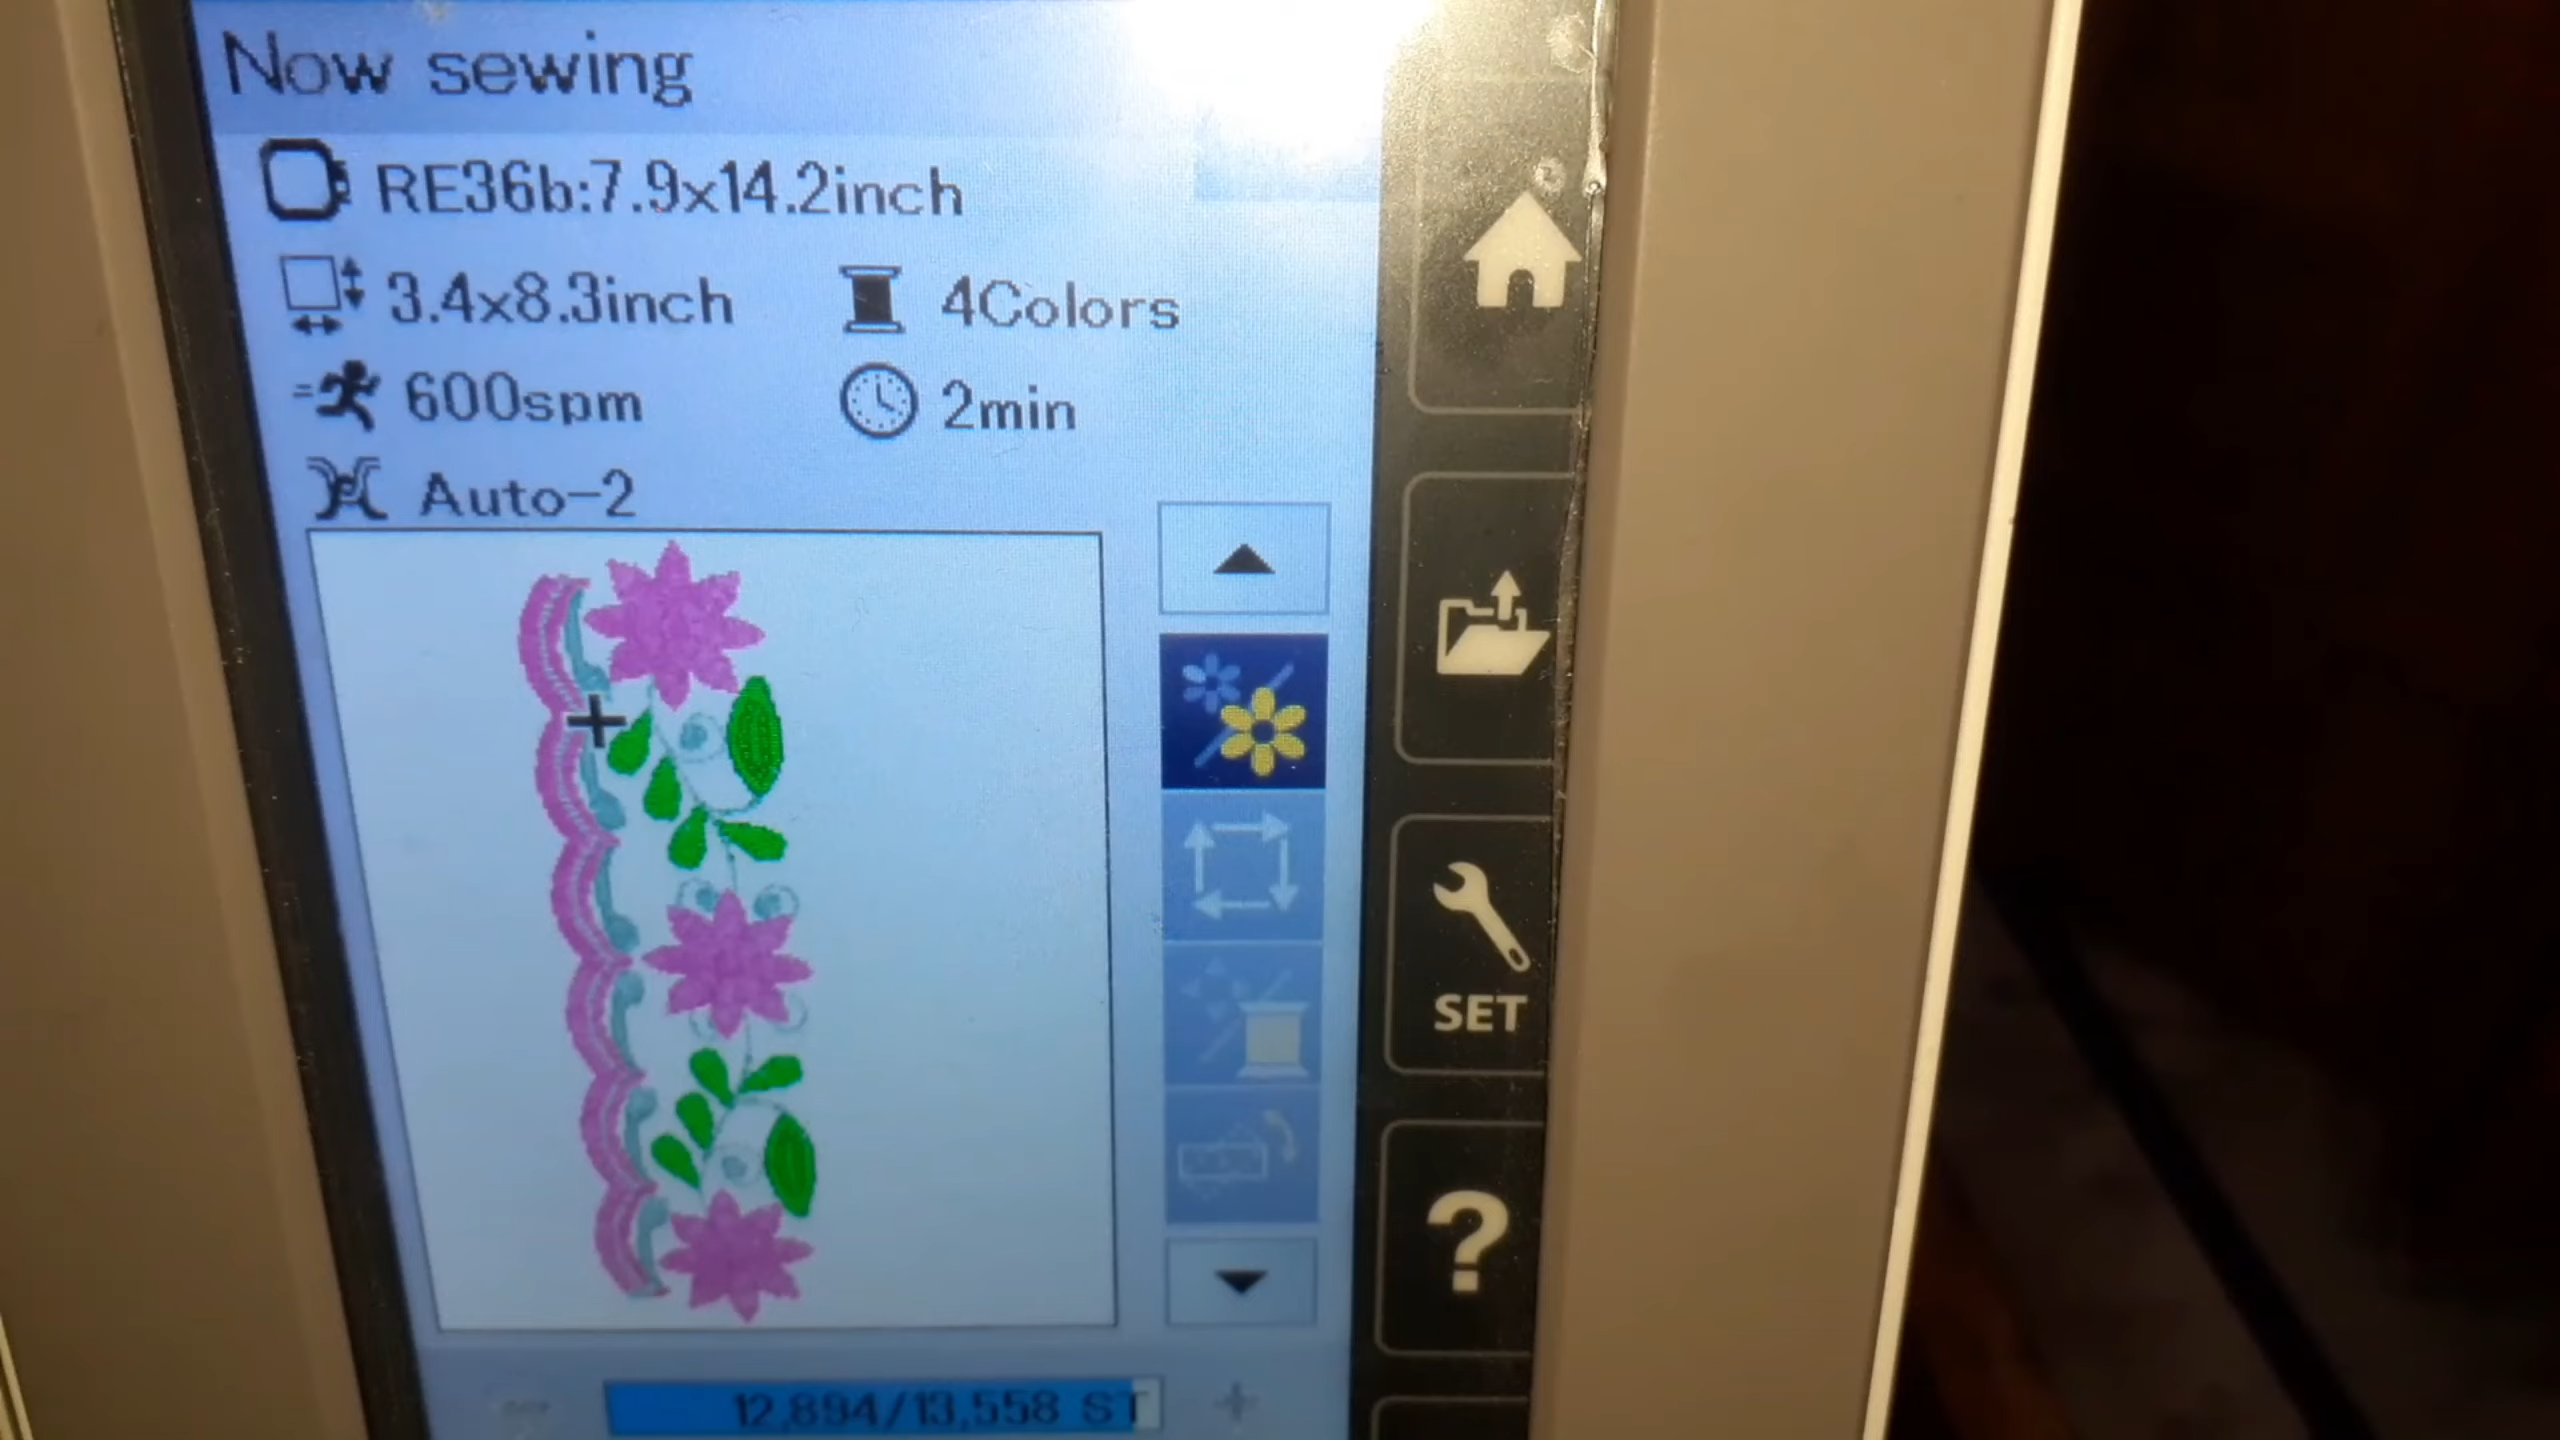 Now sewing
RE36b:7.9x14.2inch
3.4x8.3inch
4Colors
600spm
2min
Auto-2
SET
?
12,894/13,558 ST
+